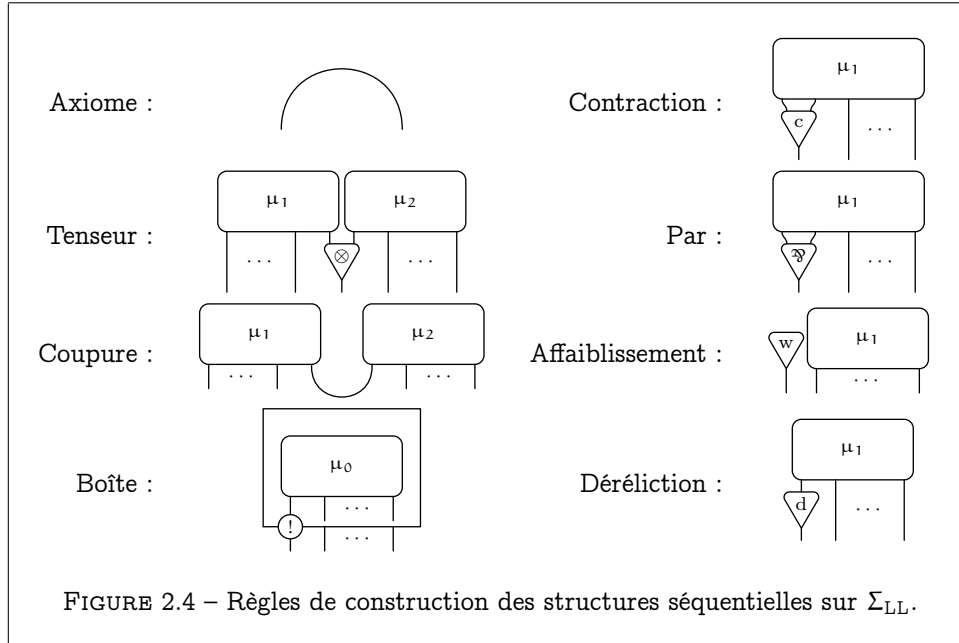 Axiome :
Contraction :
μ₁
c
...
Tenseur :
μ₁
μ₂
...
⊗
...
Par :
μ₁
⅋
...
Coupure :
μ₁
μ₂
...
...
Affaiblissement :
w
μ₁
...
Boîte :
μ₀
...
!
...
Déréliction :
μ₁
d
...
FIGURE 2.4 – Règles de construction des structures séquentielles sur Σ_LL.